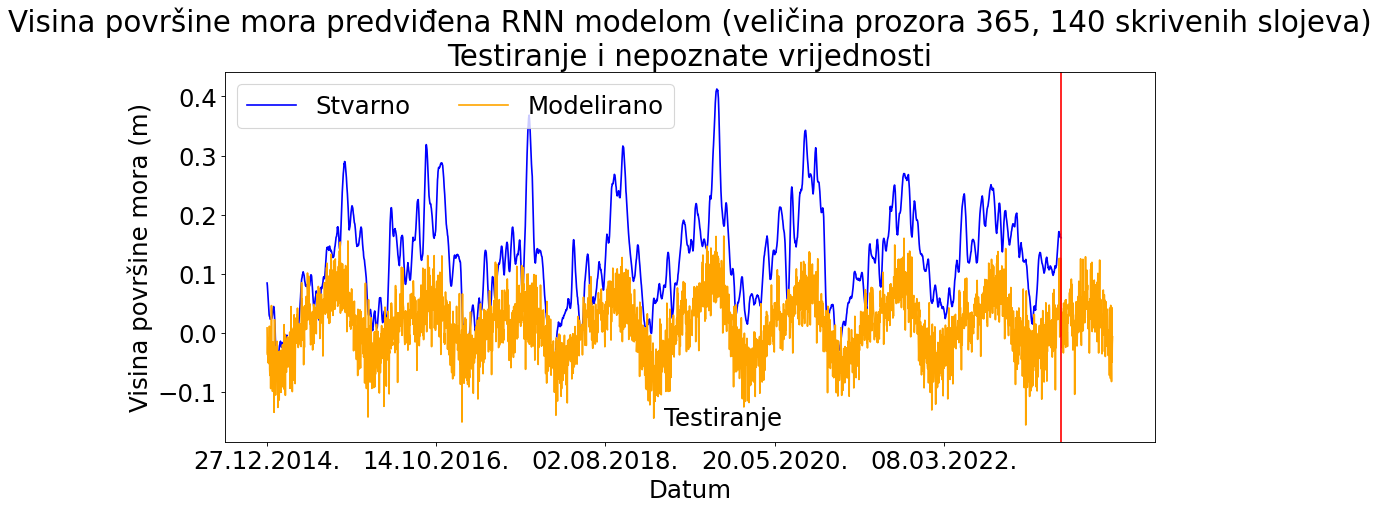 Visina površine mora predviđena RNN modelom (veličina prozora 365, 140 skrivenih slojeva)
Testiranje i nepoznate vrijednosti
Stvarno
Modelirano
Visina površine mora (m)
0.4
0.3
0.2
0.1
0.0
−0.1
Testiranje
27.12.2014.
14.10.2016.
02.08.2018.
20.05.2020.
08.03.2022.
Datum